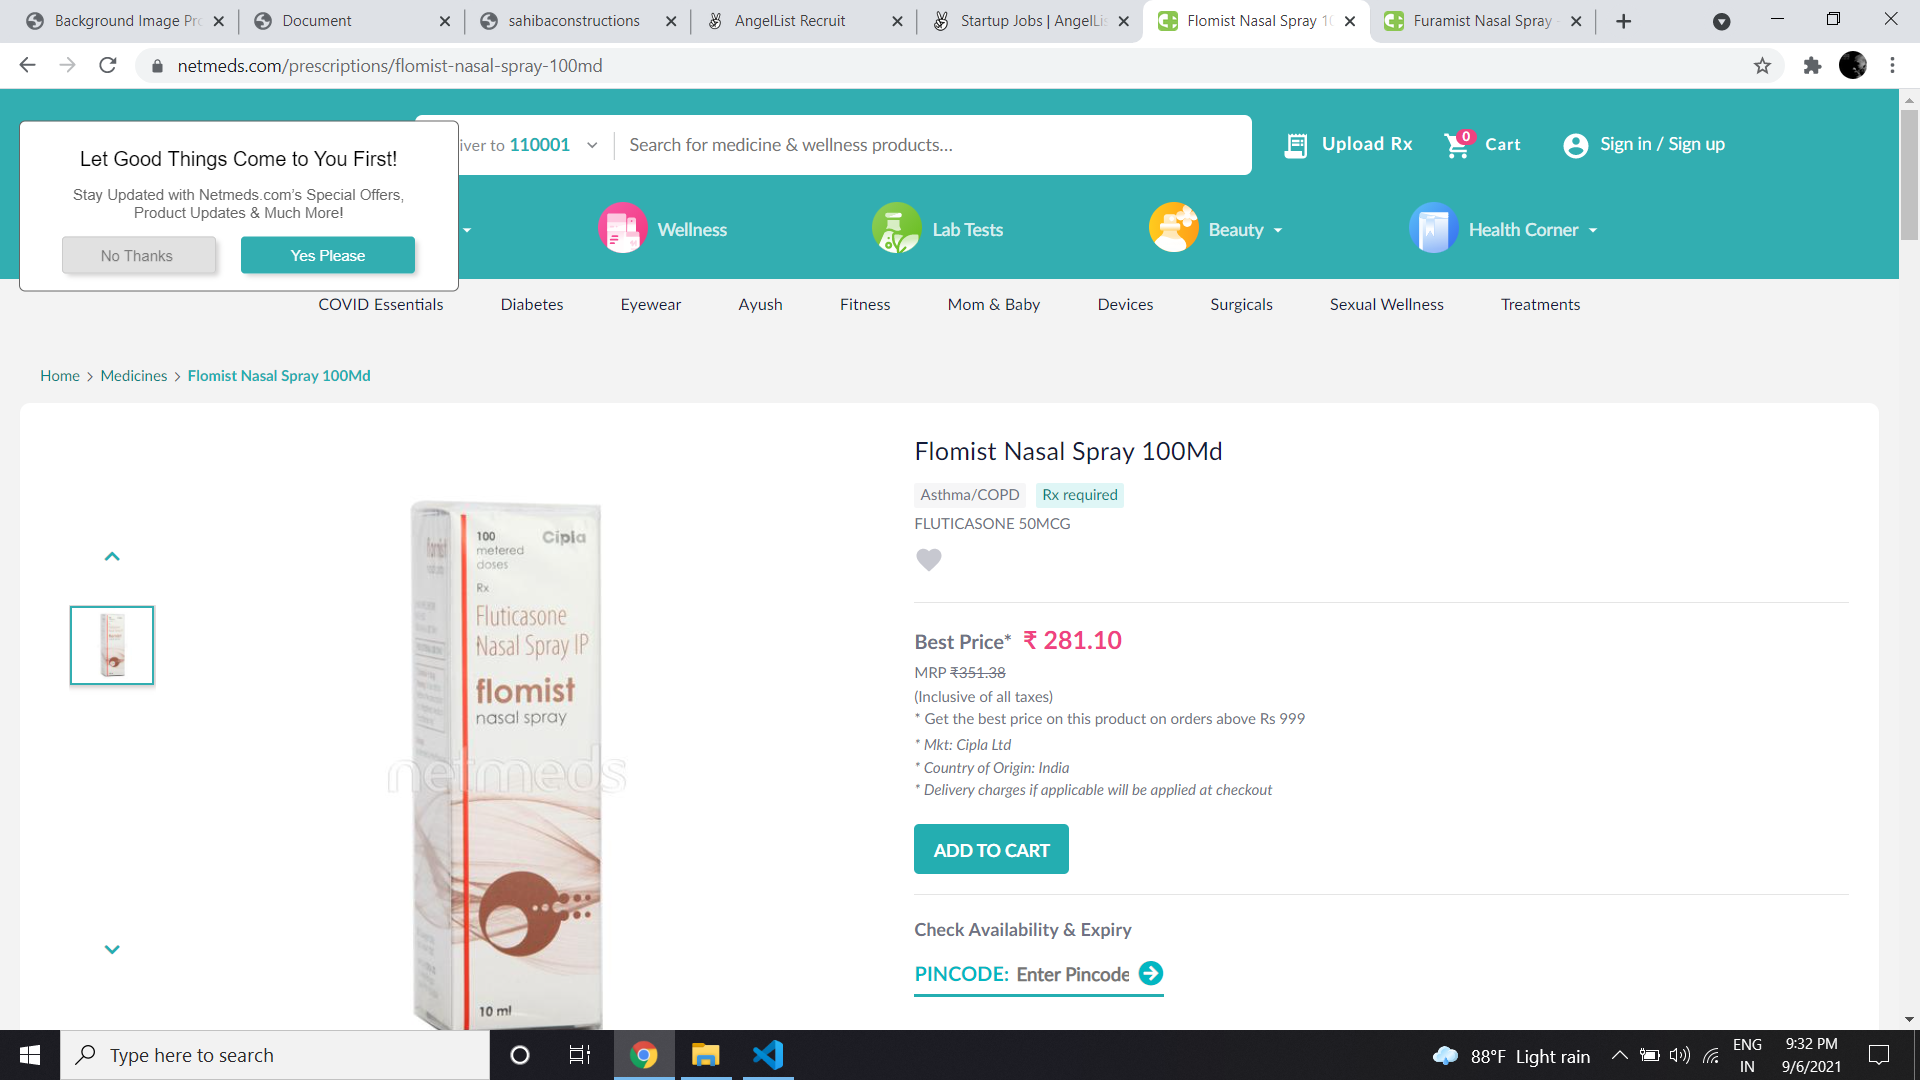 Background Image Pro
Document
sahibaconstructions
AngelList Recruit
Startup Jobs | AngelLis
Flomist Nasal Spray 10
Furamist Nasal Spray -
netmeds.com/prescriptions/flomist-nasal-spray-100md
Let Good Things Come to You First!
Stay Updated with Netmeds.com's Special Offers,
Product Updates & Much More!
No Thanks
Yes Please
iver to 110001
Search for medicine & wellness products...
Upload Rx
0
Cart
Sign in / Sign up
Wellness
Lab Tests
Beauty
Health Corner
COVID Essentials
Diabetes
Eyewear
Ayush
Fitness
Mom & Baby
Devices
Surgicals
Sexual Wellness
Treatments
Home > Medicines > Flomist Nasal Spray 100Md
100
metered
doses
Cipla
Rx
Fluticasone
Nasal Spray IP
flomist
nasal spray
netmeds
10 ml
Flomist Nasal Spray 100Md
Asthma/COPD
Rx required
FLUTICASONE 50MCG
Best Price* ₹ 281.10
MRP ₹351.38
(Inclusive of all taxes)
* Get the best price on this product on orders above Rs 999
* Mkt: Cipla Ltd
* Country of Origin: India
* Delivery charges if applicable will be applied at checkout
ADD TO CART
Check Availability & Expiry
PINCODE: Enter Pincode
Type here to search
88°F Light rain
ENG
IN
9:32 PM
9/6/2021